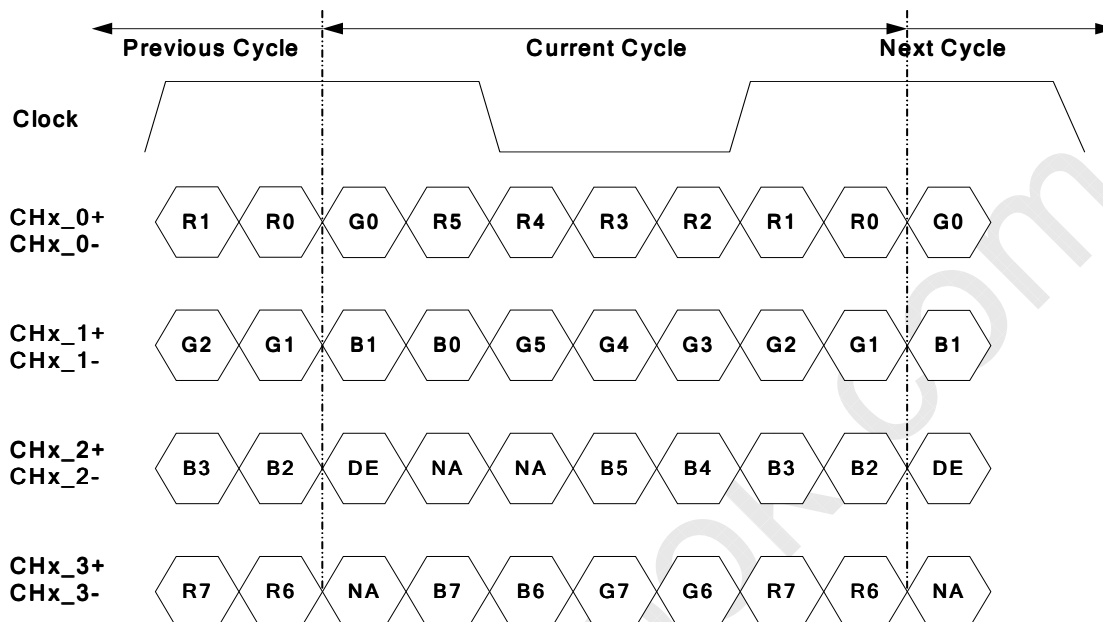 Previous Cycle Current Cycle Next Cycle
Clock
CHx_0+
CHx_0-
R1 R0 G0 R5 R4 R3 R2 R1 R0 G0
CHx_1+
CHx_1-
G2 G1 B1 B0 G5 G4 G3 G2 G1 B1
CHx_2+
CHx_2-
B3 B2 DE NA NA B5 B4 B3 B2 DE
CHx_3+
CHx_3-
R7 R6 NA B7 B6 G7 G6 R7 R6 NA